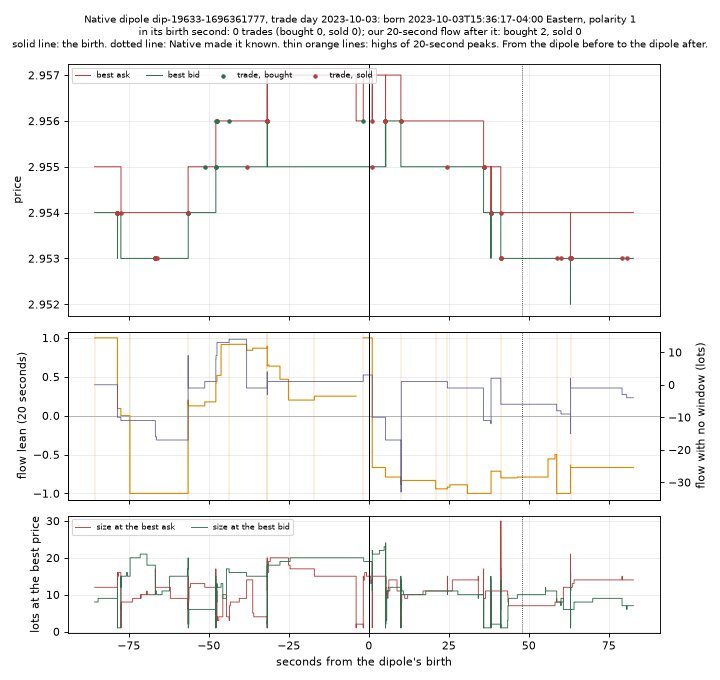 Native dipole dip-19633-1696361777, trade day 2023-10-03: born 2023-10-03T15:36:17-04:00 Eastern, polarity 1
in its birth second: 0 trades (bought 0, sold 0); our 20-second flow after it: bought 2, sold 0
solid line: the birth. dotted line: Native made it known. thin orange lines: highs of 20-second peaks. From the dipole before to the dipole after.
best ask best bid trade, bought trade, sold
2.957
2.956
2.955
2.954
2.953
2.952
price
1.0
0.5
0.0
−0.5
−1.0
flow lean (20 seconds)
10
0
−10
−20
−30
flow with no window (lots)
size at the best ask size at the best bid
30
20
10
0
lots at the best price
−75 −50 −25 0 25 50 75
seconds from the dipole's birth